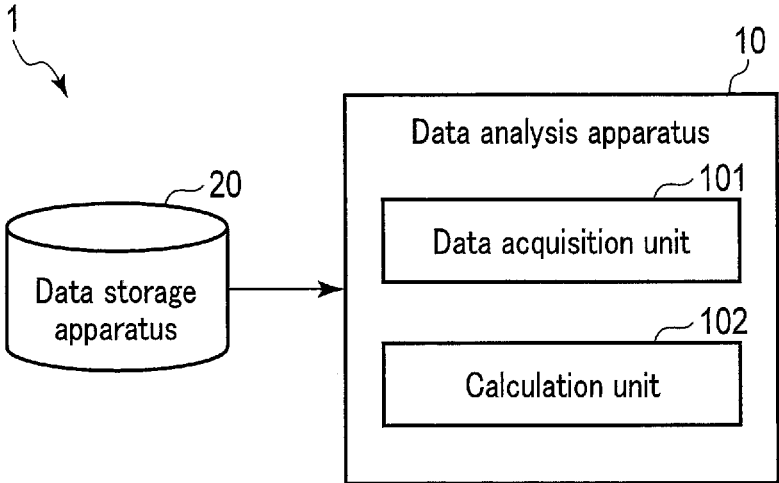 1
10
Data analysis apparatus
20
101
Data acquisition unit
Data storage
apparatus
102
Calculation unit